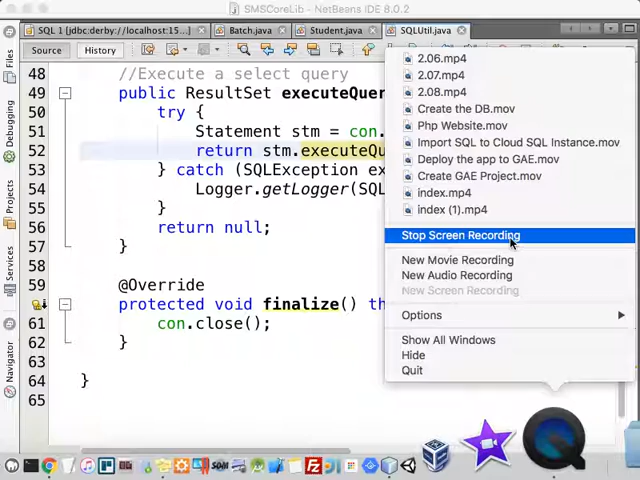 SMSCoreLib - NetBeans IDE 8.0.2
SQL 1 [jdbc:derby://localhost:15...
Batch.java
Student.java
SQLUtil.java
Source
History
Files
Debugging
Projects
Services
Navigator
48 //Execute a select query
49 public ResultSet executeQue
50 try {
51 Statement stm = con.
52 return stm.executeQu
53 } catch (SQLException ex
54 Logger.getLogger(SQL
55 }
56 return null;
57 }
58
59 @Override
protected void finalize() th
61 con.close();
62 }
63
64 }
65
2.06.mp4
2.07.mp4
2.08.mp4
Create the DB.mov
Php Website.mov
Import SQL to Cloud SQL Instance.mov
Deploy the app to GAE.mov
Create GAE Project.mov
index.mp4
index (1).mp4
Stop Screen Recording
New Movie Recording
New Audio Recording
New Screen Recording
Options
Show All Windows
Hide
Quit